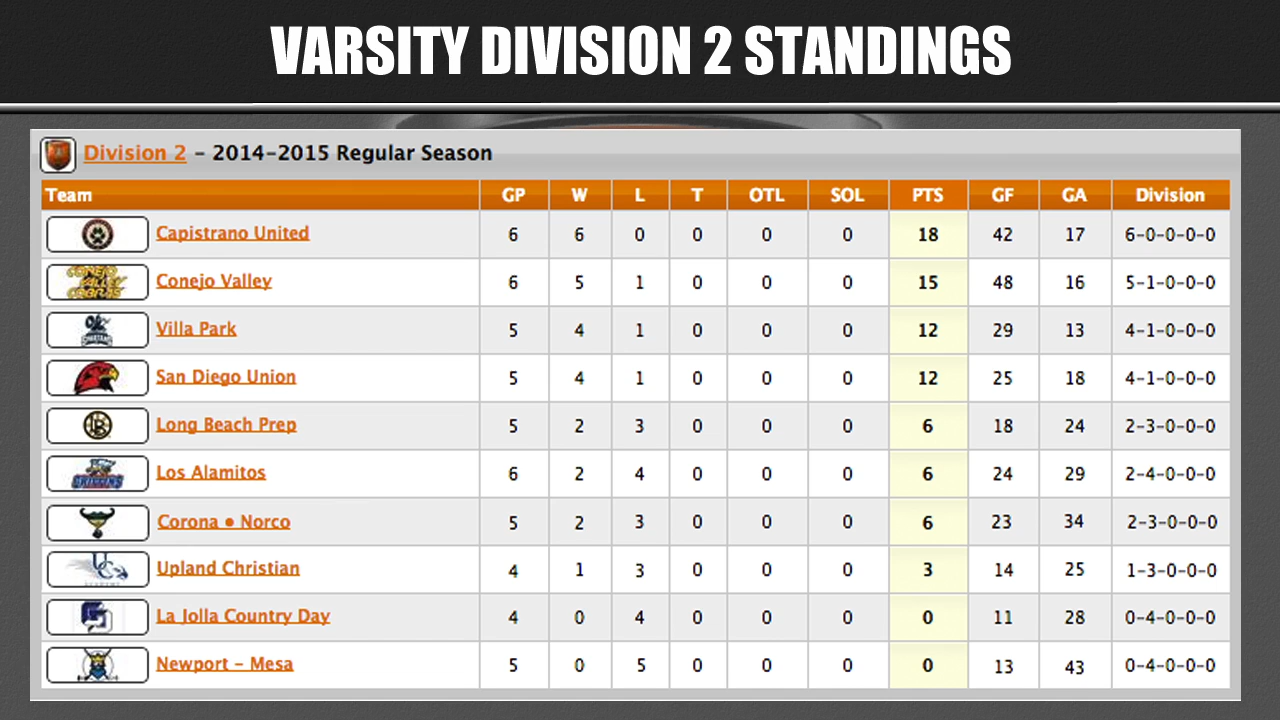 VARSITY DIVISION 2 STANDINGS
Division 2 - 2014-2015 Regular Season
Team GP W L T OTL SOL PTS GF GA Division
Capistrano United 6 6 0 0 0 0 18 42 17 6-0-0-0-0
CONEJO VALLEY COBRAS Conejo Valley 6 5 1 0 0 0 15 48 16 5-1-0-0-0
Villa Park 5 4 1 0 0 0 12 29 13 4-1-0-0-0
San Diego Union 5 4 1 0 0 0 12 25 18 4-1-0-0-0
Long Beach Prep 5 2 3 0 0 0 6 18 24 2-3-0-0-0
GRIFFINS Los Alamitos 6 2 4 0 0 0 6 24 29 2-4-0-0-0
Corona • Norco 5 2 3 0 0 0 6 23 34 2-3-0-0-0
UC Upland Christian 4 1 3 0 0 0 3 14 25 1-3-0-0-0
La Jolla Country Day 4 0 4 0 0 0 0 11 28 0-4-0-0-0
Newport - Mesa 5 0 5 0 0 0 0 13 43 0-4-0-0-0